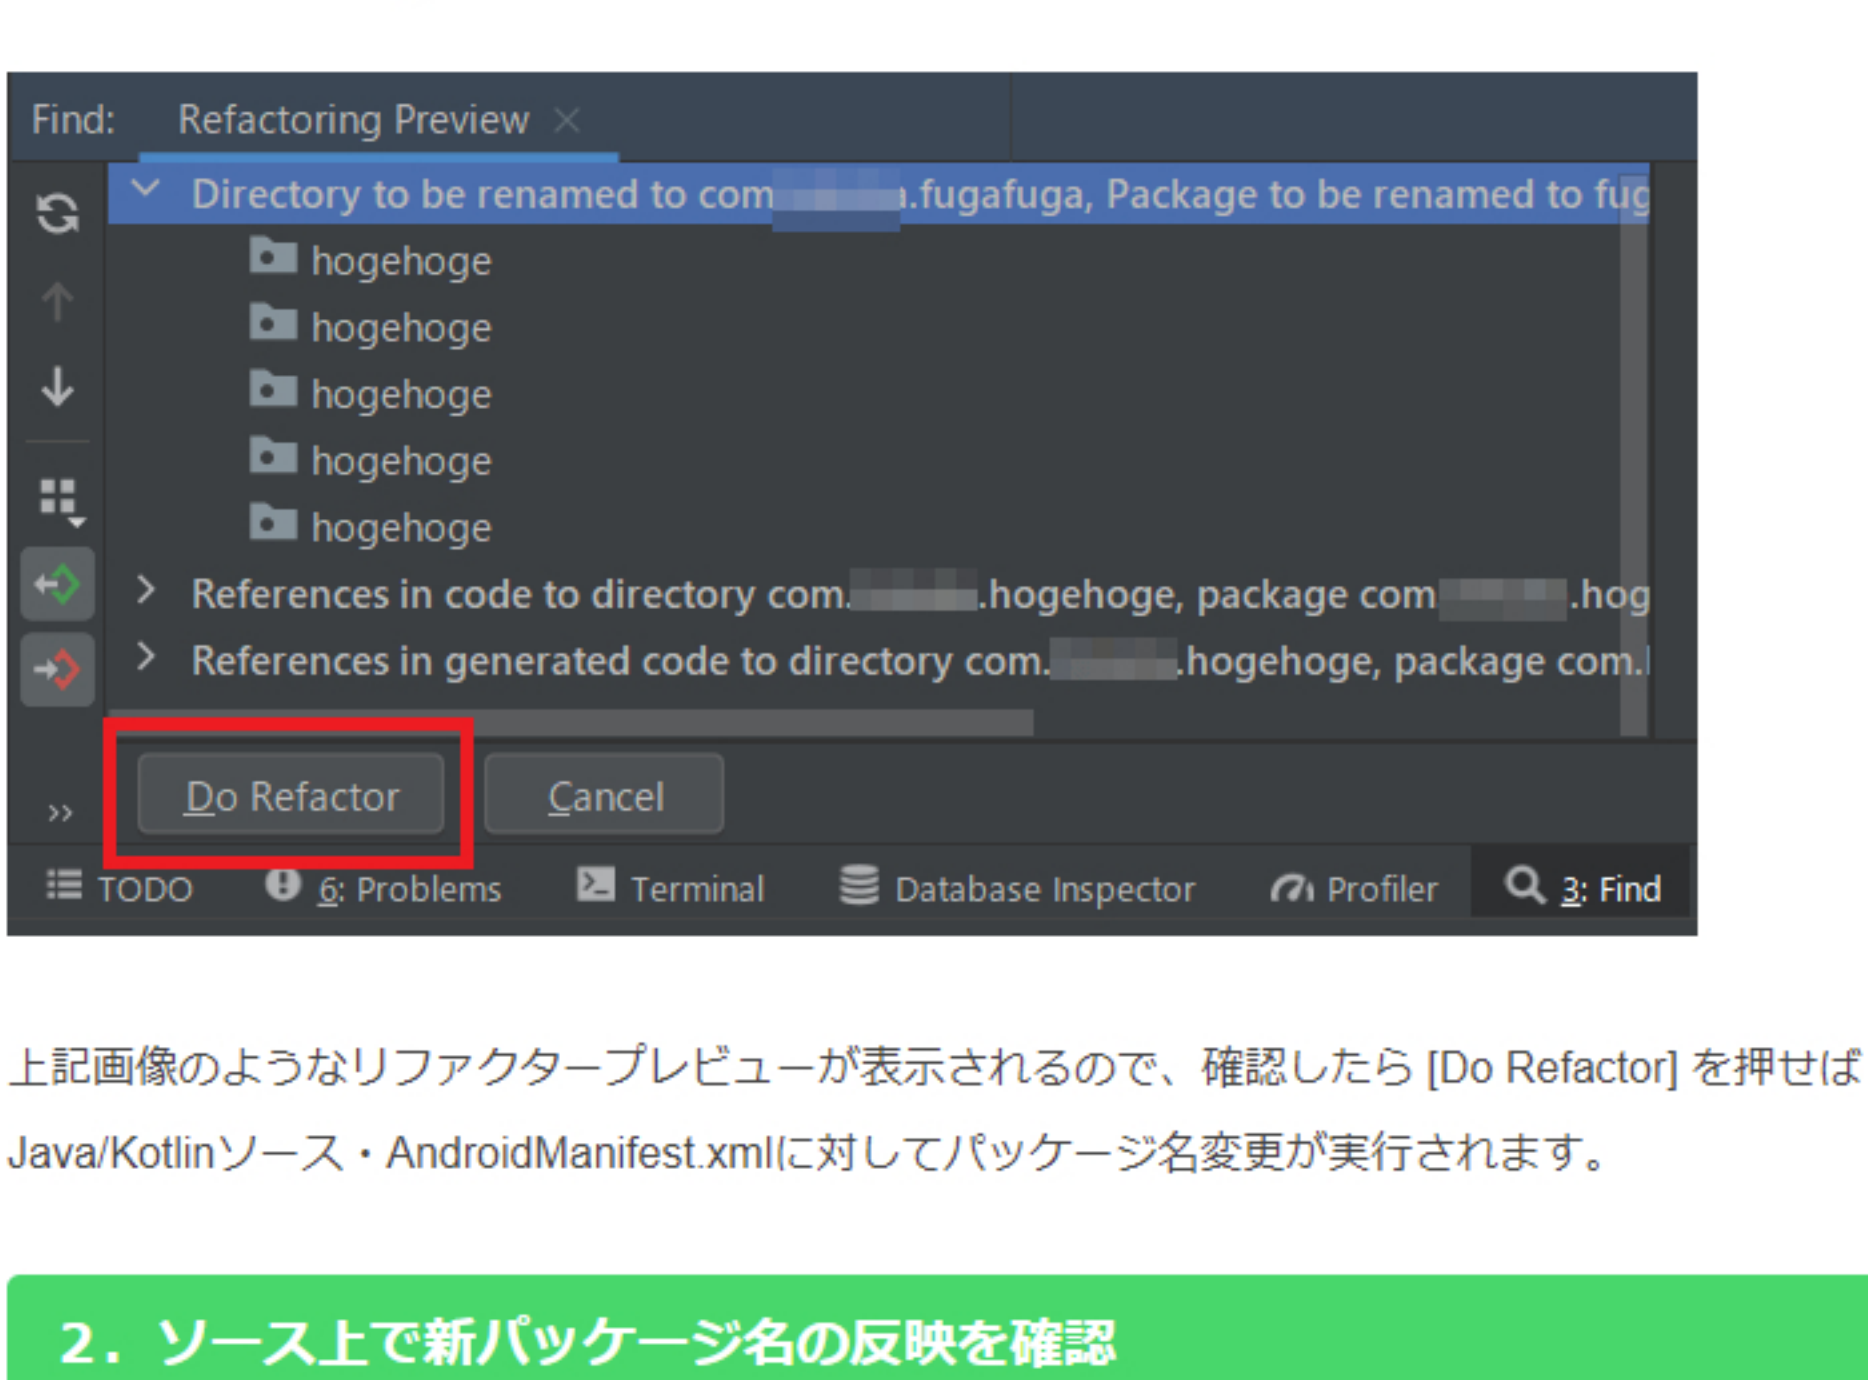 Find: Refactoring Preview
Directory to be renamed to com .fugafuga, Package to be renamed to fug
hogehoge
hogehoge
hogehoge
hogehoge
hogehoge
References in code to directory com. .hogehoge, package com .hog
References in generated code to directory com. .hogehoge, package com.
Do Refactor Cancel
TODO 6: Problems Terminal Database Inspector Profiler 3: Find
上記画像のようなリファクタープレビューが表示されるので、確認したら [Do Refactor] を押せば
Java/Kotlinソース・AndroidManifest.xmlに対してパッケージ名変更が実行されます。
2．ソース上で新パッケージ名の反映を確認